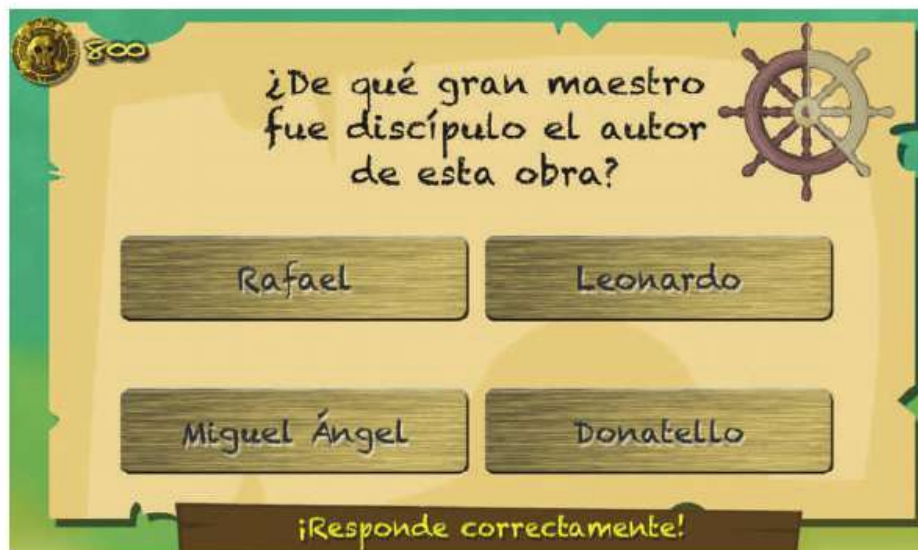 800
¿De qué gran maestro
fue discípulo el autor
de esta obra?
Rafael
Leonardo
Miguel Ángel
Donatello
¡Responde correctamente!